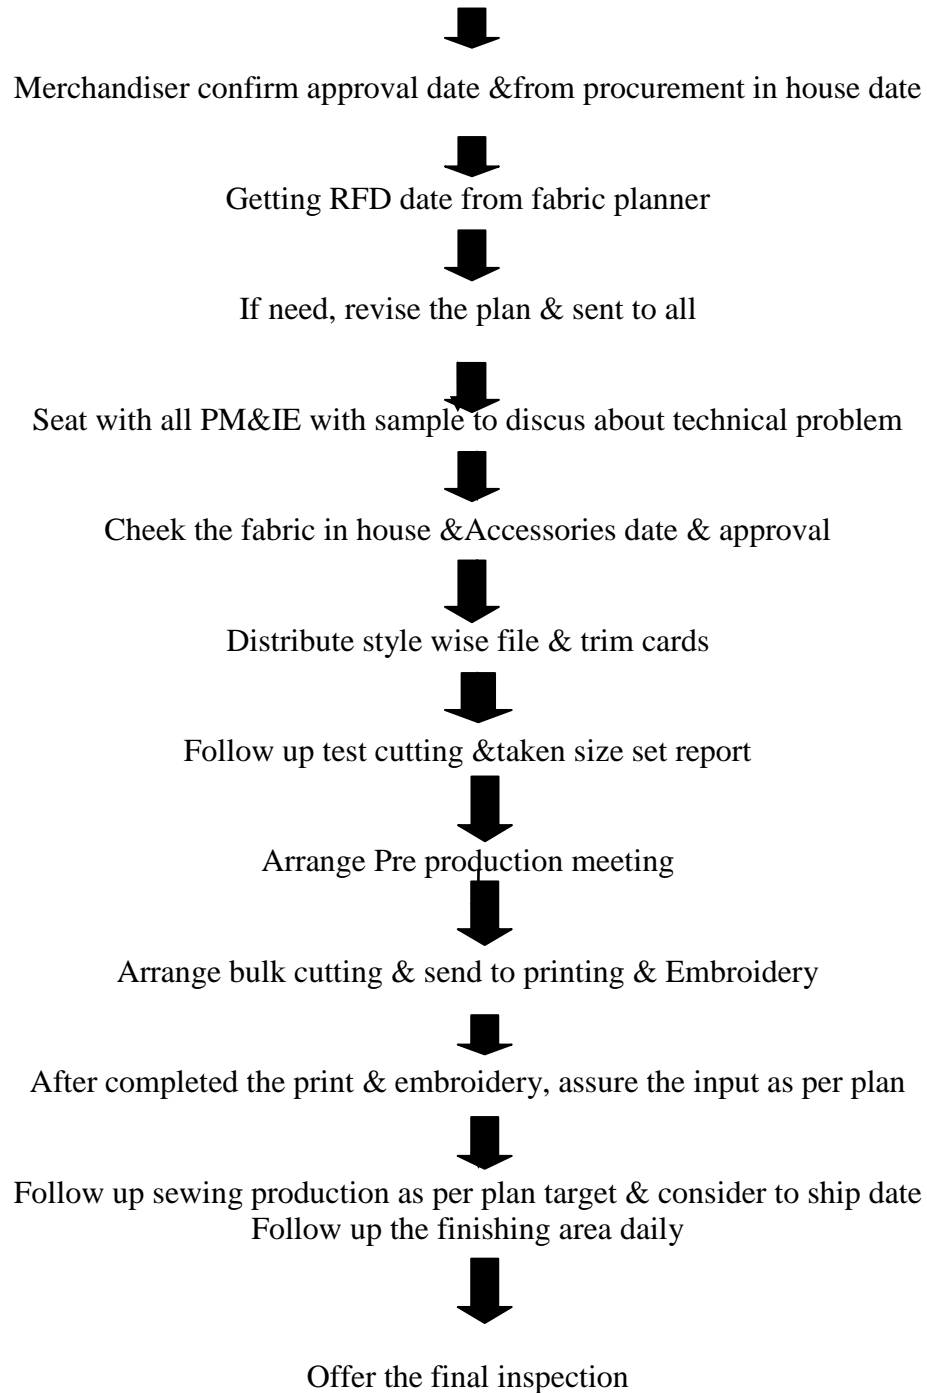 Merchandiser confirm approval date &from procurement in house date
Getting RFD date from fabric planner
If need, revise the plan & sent to all
Seat with all PM&IE with sample to discus about technical problem
Cheek the fabric in house &Accessories date & approval
Distribute style wise file & trim cards
Follow up test cutting &taken size set report
Arrange Pre production meeting
Arrange bulk cutting & send to printing & Embroidery
After completed the print & embroidery, assure the input as per plan
Follow up sewing production as per plan target & consider to ship date
Follow up the finishing area daily
Offer the final inspection